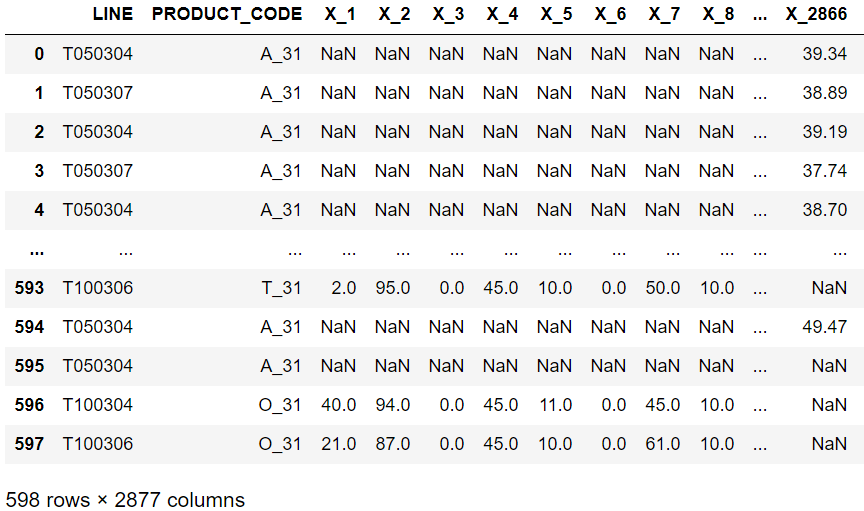 LINE PRODUCT_CODE X_1 X_2 X_3 X_4 X_5 X_6 X_7 X_8 ... X_2866
0 T050304 A_31 NaN NaN NaN NaN NaN NaN NaN NaN ... 39.34
1 T050307 A_31 NaN NaN NaN NaN NaN NaN NaN NaN ... 38.89
2 T050304 A_31 NaN NaN NaN NaN NaN NaN NaN NaN ... 39.19
3 T050307 A_31 NaN NaN NaN NaN NaN NaN NaN NaN ... 37.74
4 T050304 A_31 NaN NaN NaN NaN NaN NaN NaN NaN ... 38.70
... ... ... ... ... ... ... ... ... ... ... ... ...
593 T100306 T_31 2.0 95.0 0.0 45.0 10.0 0.0 50.0 10.0 ... NaN
594 T050304 A_31 NaN NaN NaN NaN NaN NaN NaN NaN ... 49.47
595 T050304 A_31 NaN NaN NaN NaN NaN NaN NaN NaN ... NaN
596 T100304 O_31 40.0 94.0 0.0 45.0 11.0 0.0 45.0 10.0 ... NaN
597 T100306 O_31 21.0 87.0 0.0 45.0 10.0 0.0 61.0 10.0 ... NaN
598 rows × 2877 columns